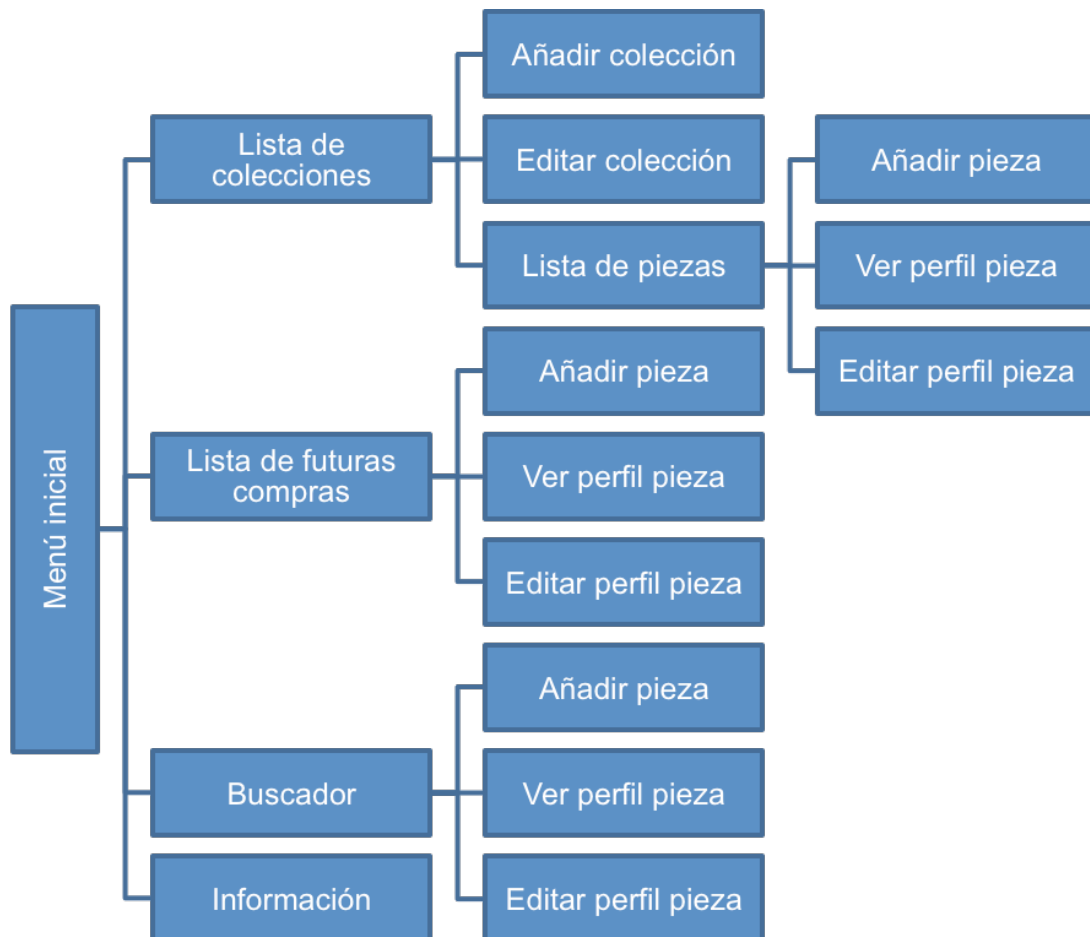 Menú inicial
Lista de
colecciones
Añadir colección
Editar colección
Lista de piezas
Añadir pieza
Ver perfil pieza
Editar perfil pieza
Lista de futuras
compras
Añadir pieza
Ver perfil pieza
Editar perfil pieza
Buscador
Añadir pieza
Ver perfil pieza
Editar perfil pieza
Información